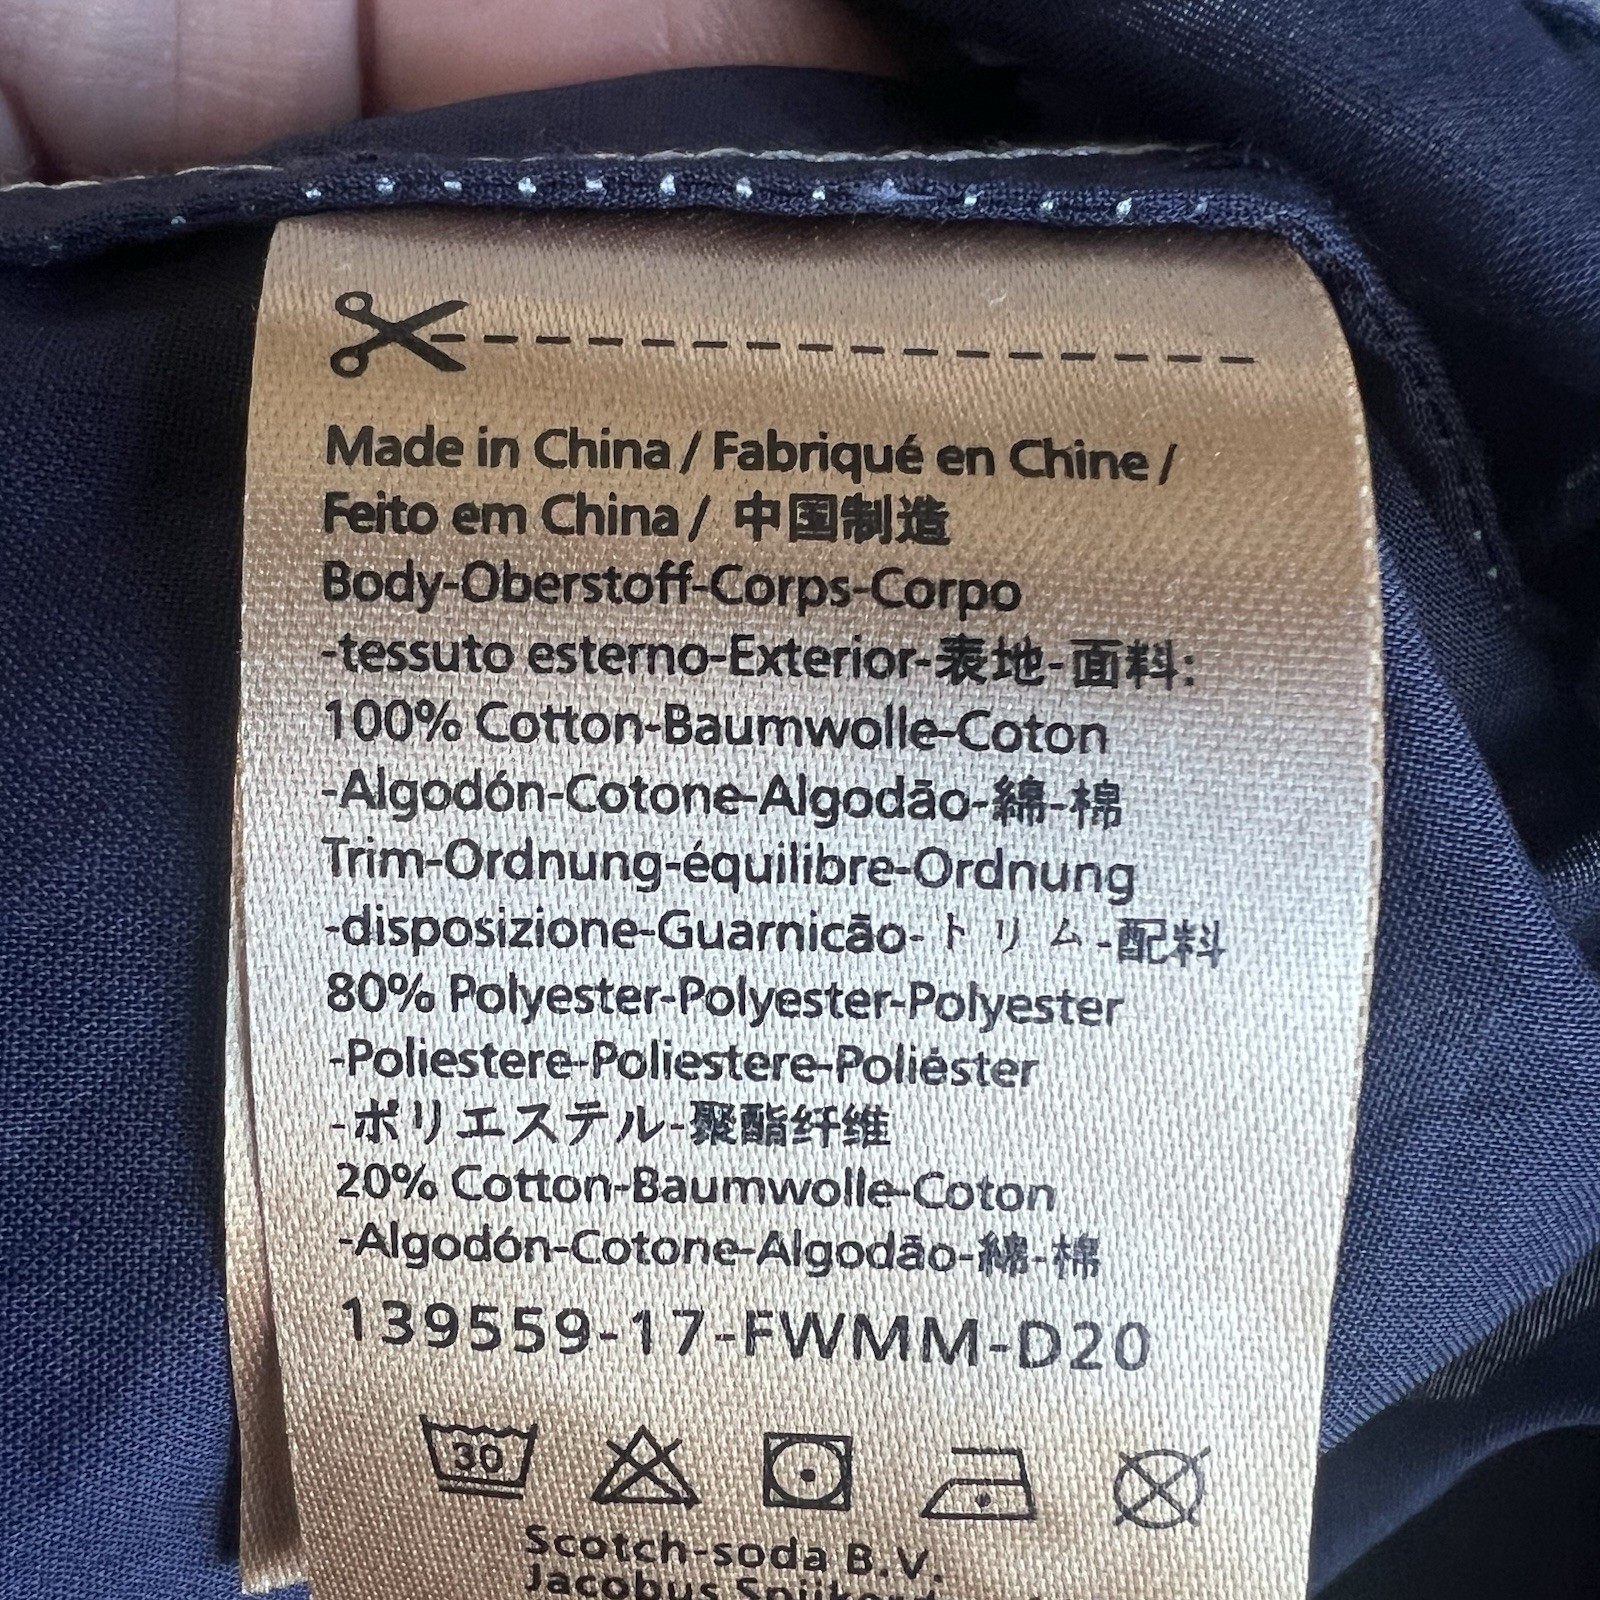 Made in China / Fabriqué en Chine /
Feito em China / 中国制造
Body-Oberstoff-Corps-Corpo
-tessuto esterno-Exterior-表地-面料:
100% Cotton-Baumwolle-Coton
-Algodón-Cotone-Algodão-綿-棉
Trim-Ordnung-équilibre-Ordnung
-disposizione-Guarnicão-トリム-配料
80% Polyester-Polyester-Polyester
-Poliestere-Poliestere-Poliéster
-ポリエステル-聚酯纤维
20% Cotton-Baumwolle-Coton
-Algodón-Cotone-Algodão-綿-棉
139559-17-FWMM-D20
30
Scotch-soda B.V.
Jacobus Spijkerd